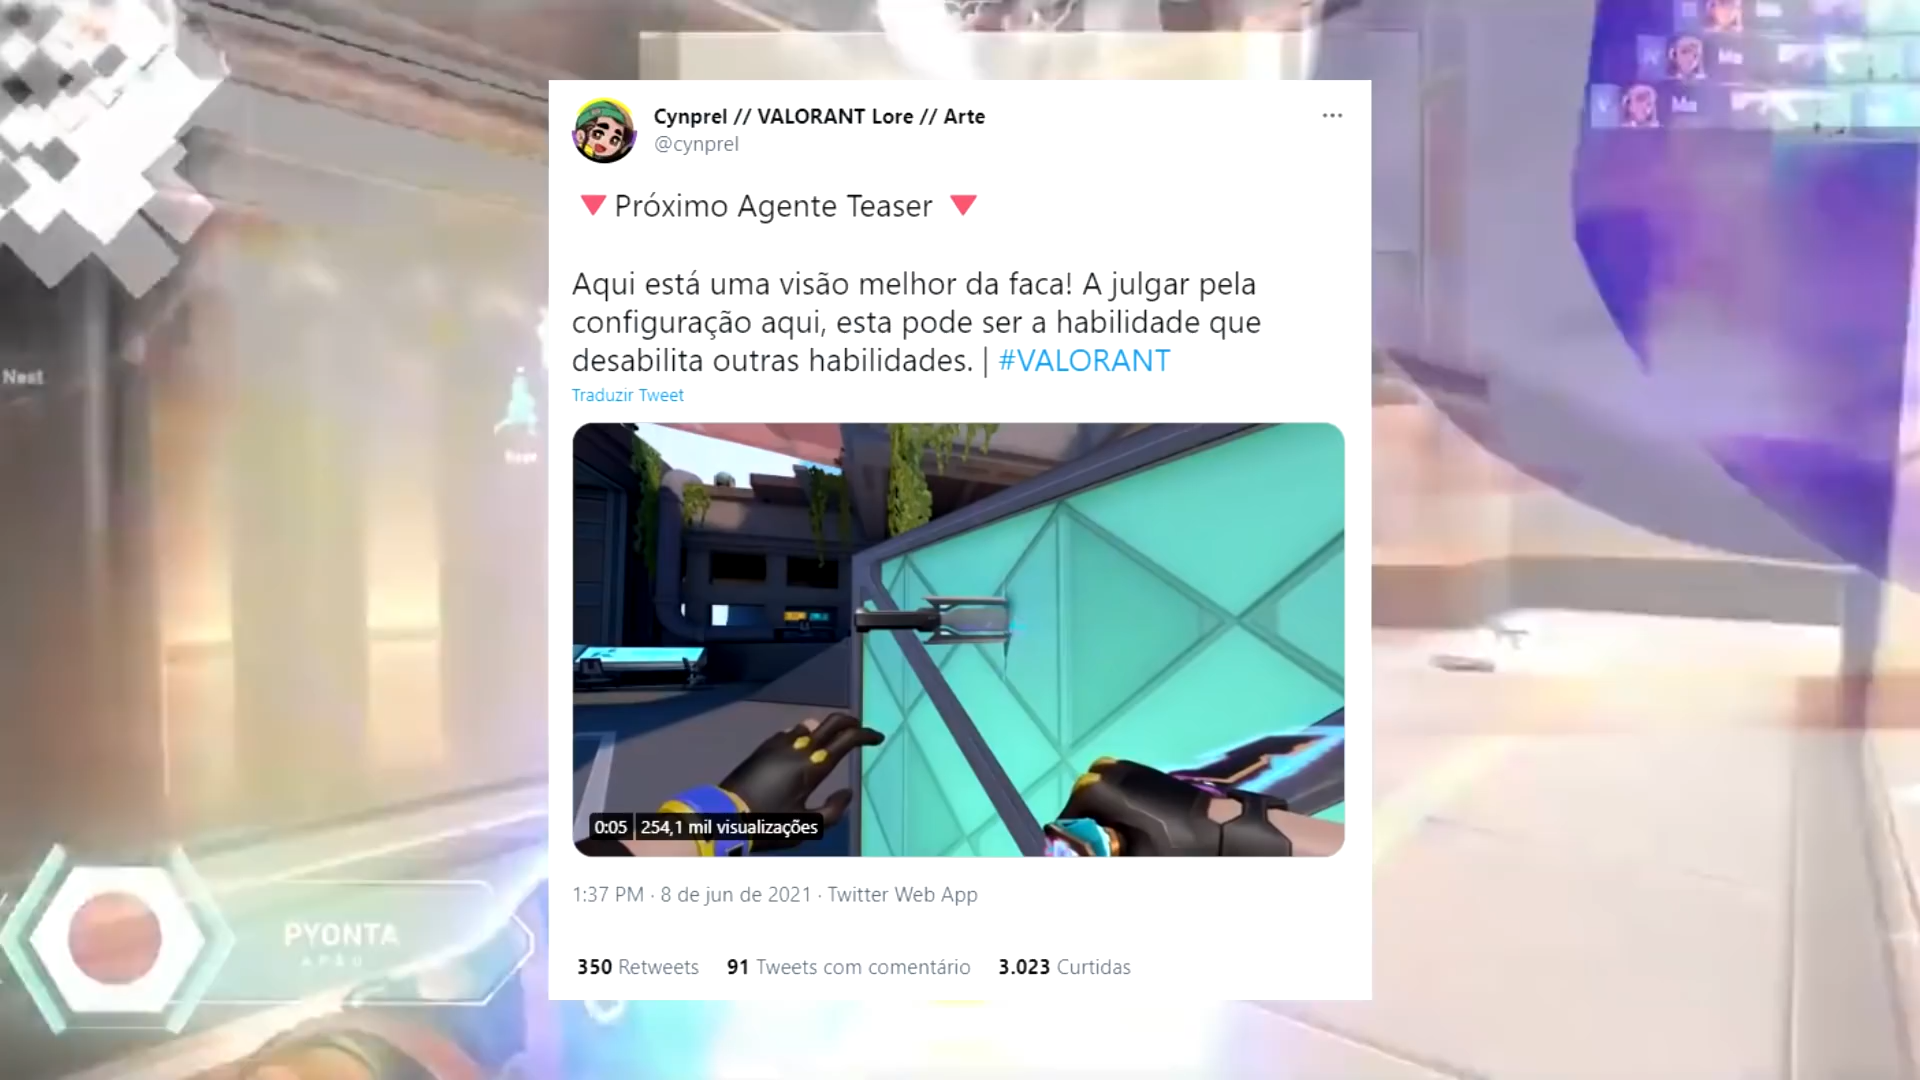 Cynprel // VALORANT Lore // Arte
@cynprel
🔻Próximo Agente Teaser 🔻
Aqui está uma visão melhor da faca! A julgar pela
configuração aqui, esta pode ser a habilidade que
desabilita outras habilidades. | #VALORANT
Traduzir Tweet
0:05 254,1 mil visualizações
1:37 PM · 8 de jun de 2021 · Twitter Web App
350 Retweets 91 Tweets com comentário 3.023 Curtidas
Nest
PYONTA